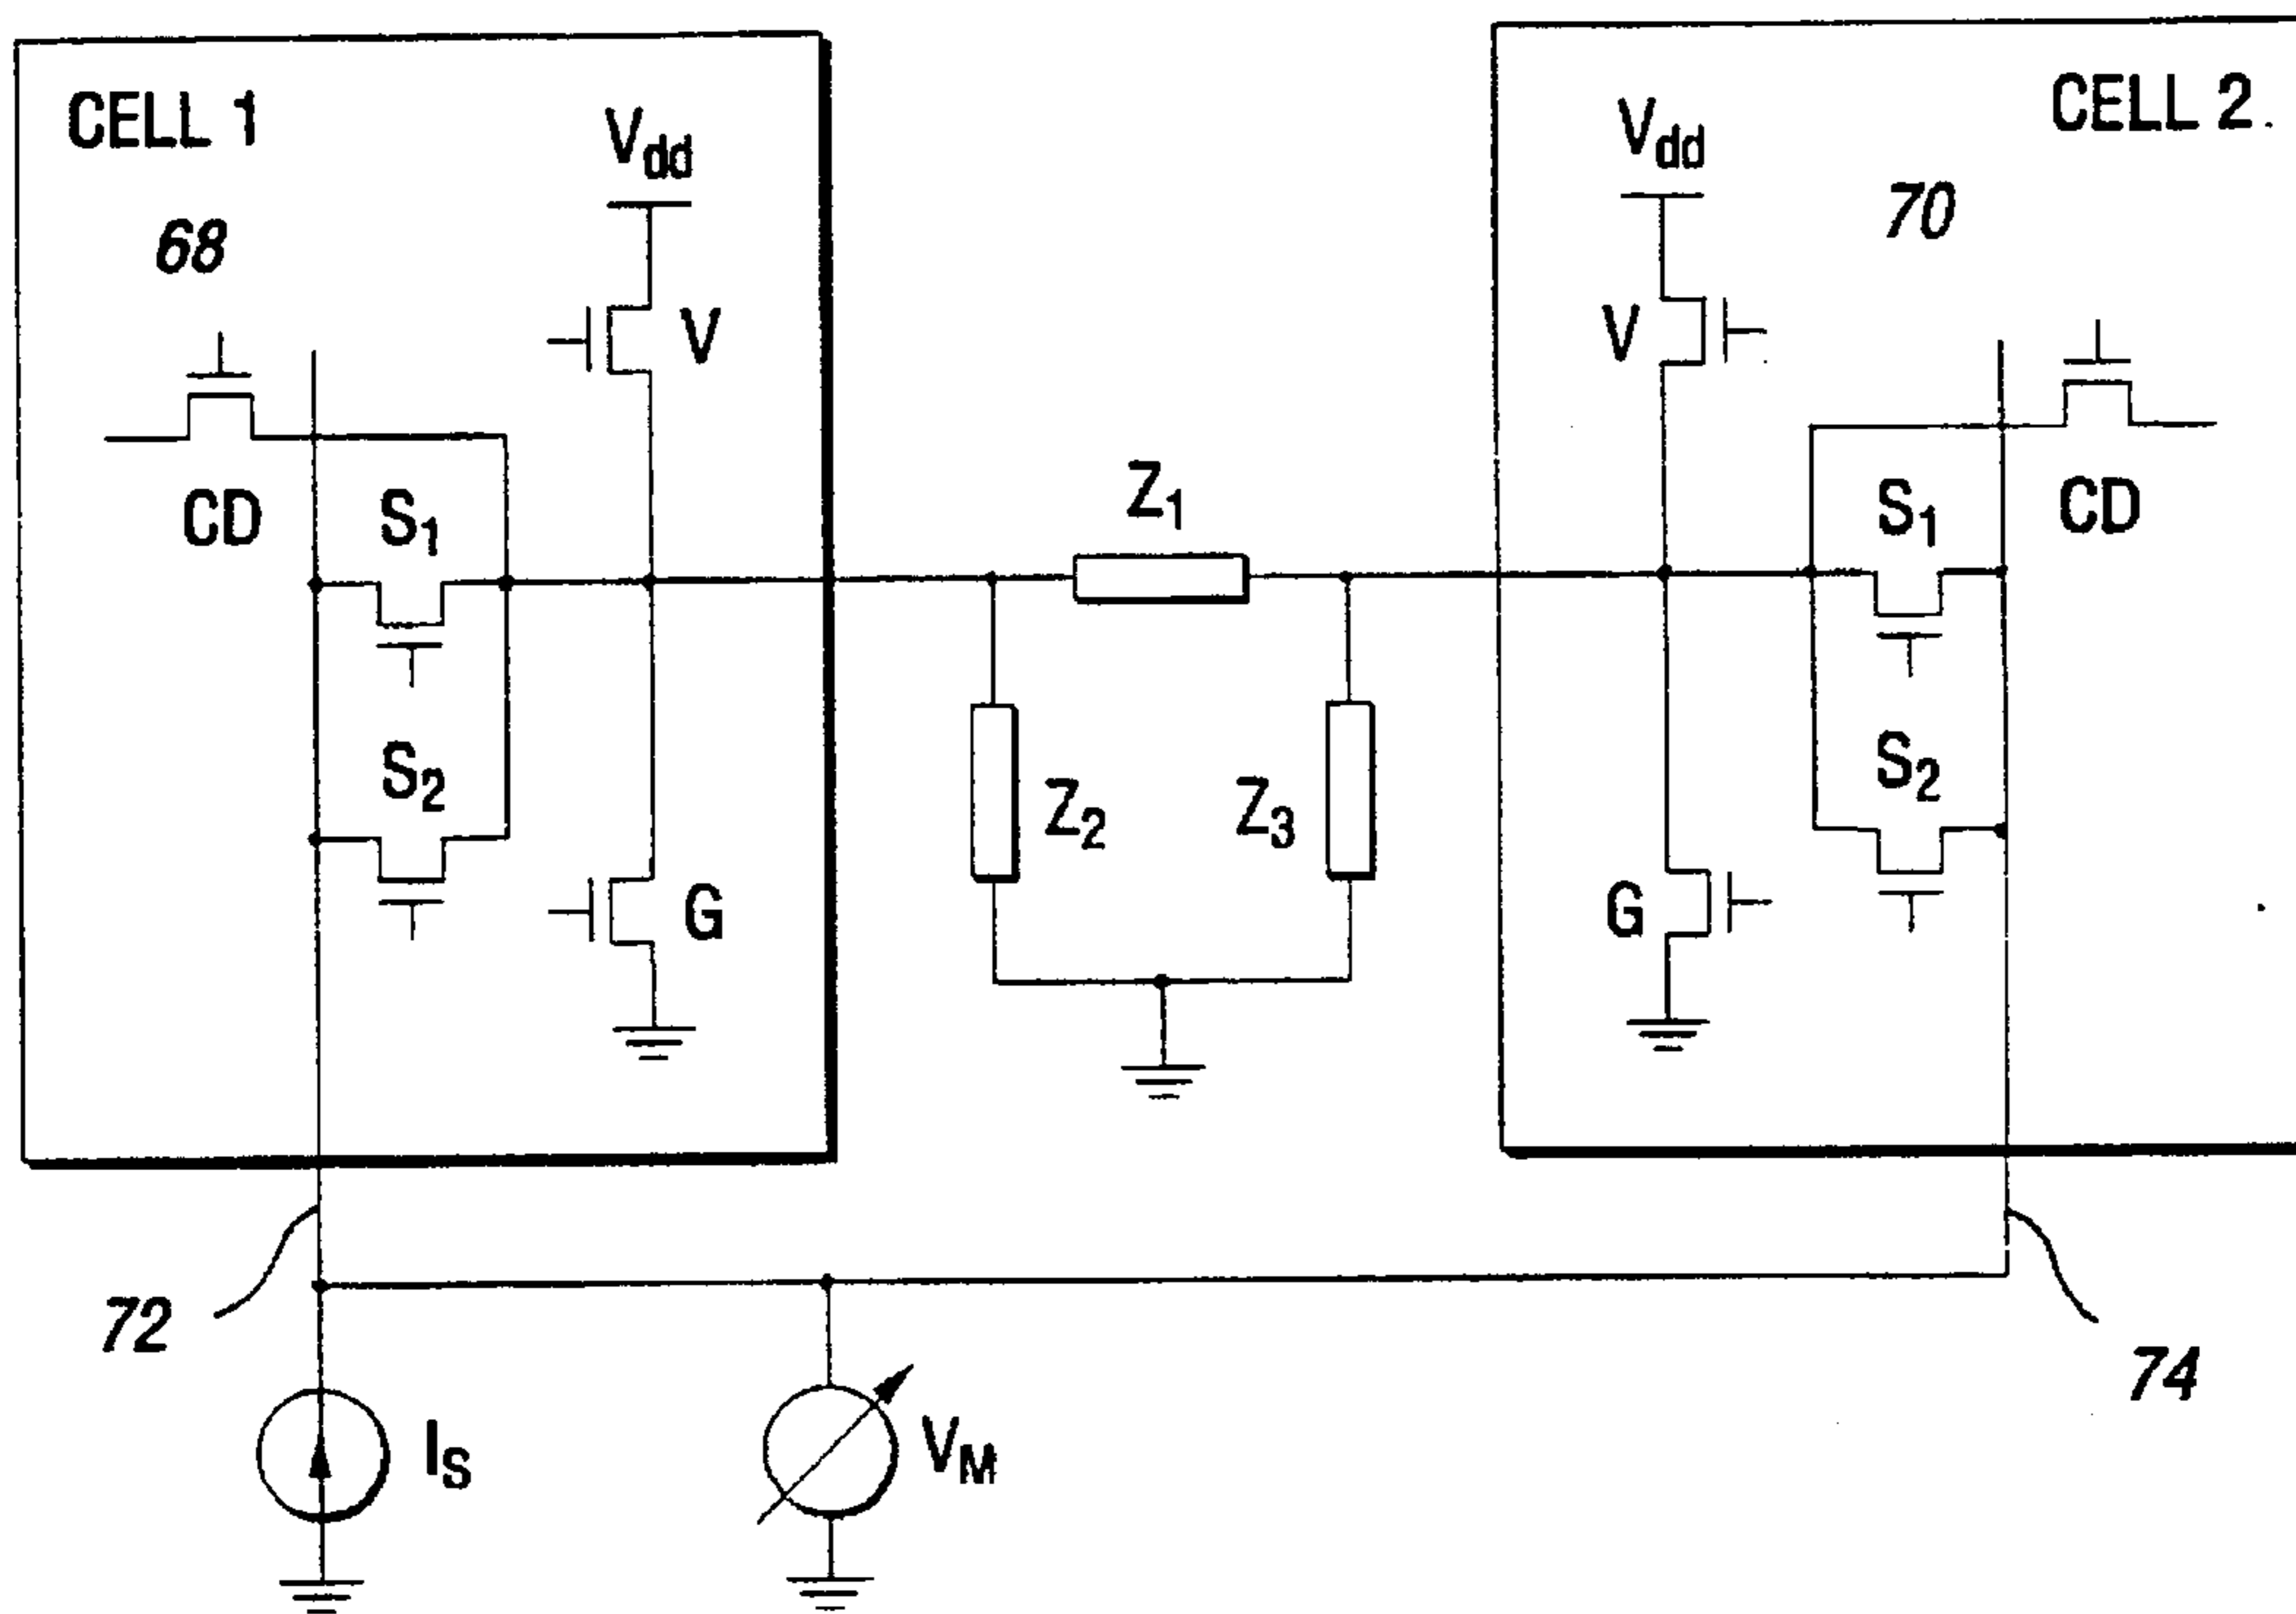 CELL 1
CELL 2
68
70
Vdd
Vdd
V
V
CD
S1
Z1
S1
CD
S2
Z2
Z3
S2
G
G
72
74
IS
VM